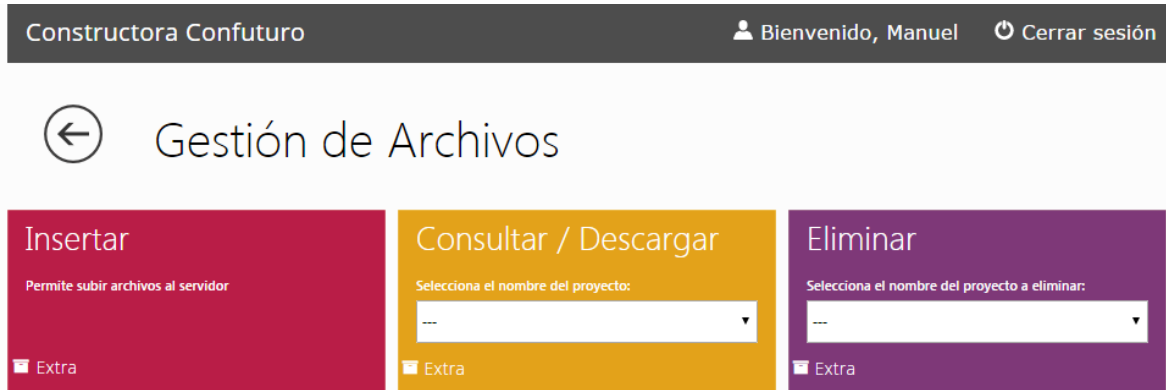 Constructora Confuturo
Bienvenido, Manuel
Cerrar sesión
Gestión de Archivos
Insertar
Permite subir archivos al servidor
Extra
Consultar / Descargar
Selecciona el nombre del proyecto:
---
Extra
Eliminar
Selecciona el nombre del proyecto a eliminar:
---
Extra